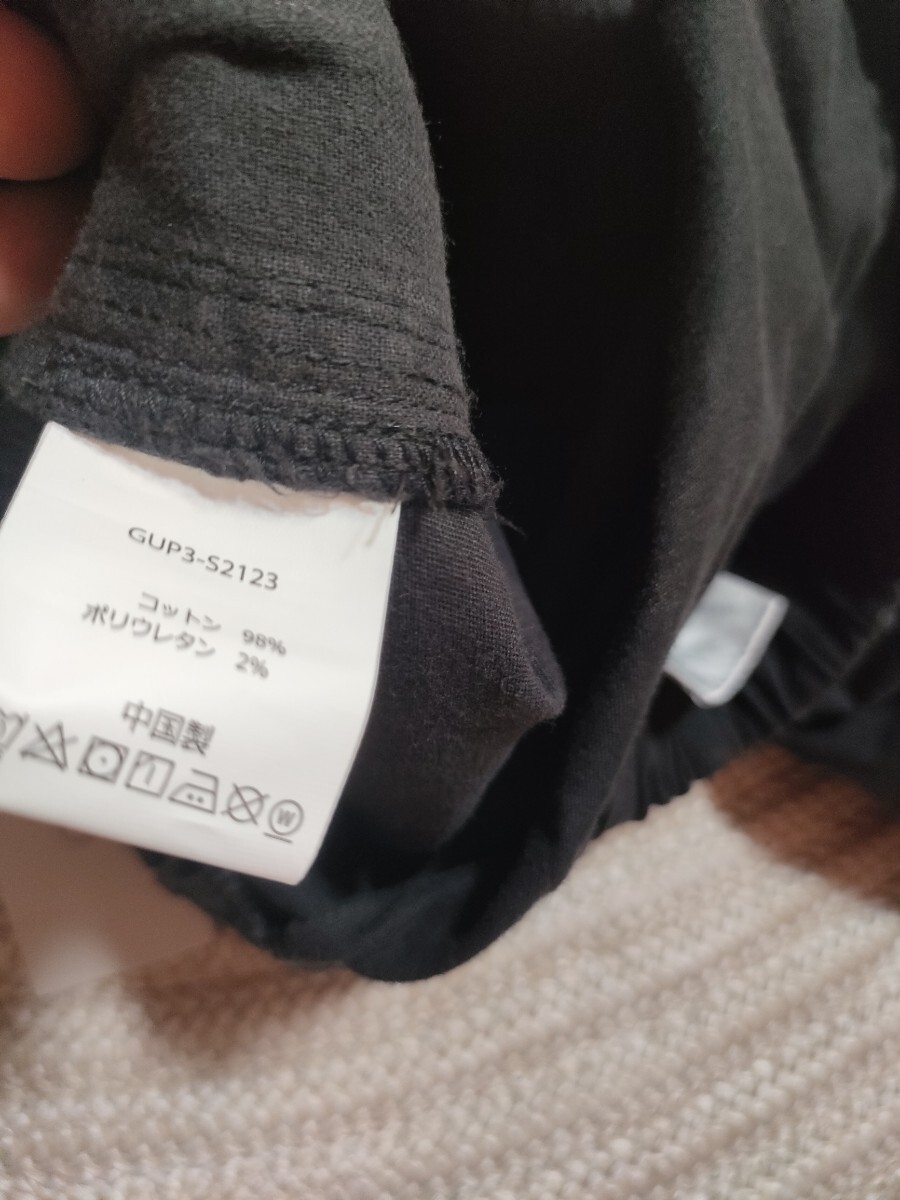 GUP3-S2123
コットン 98%
ポリウレタン 2%
中国製
W